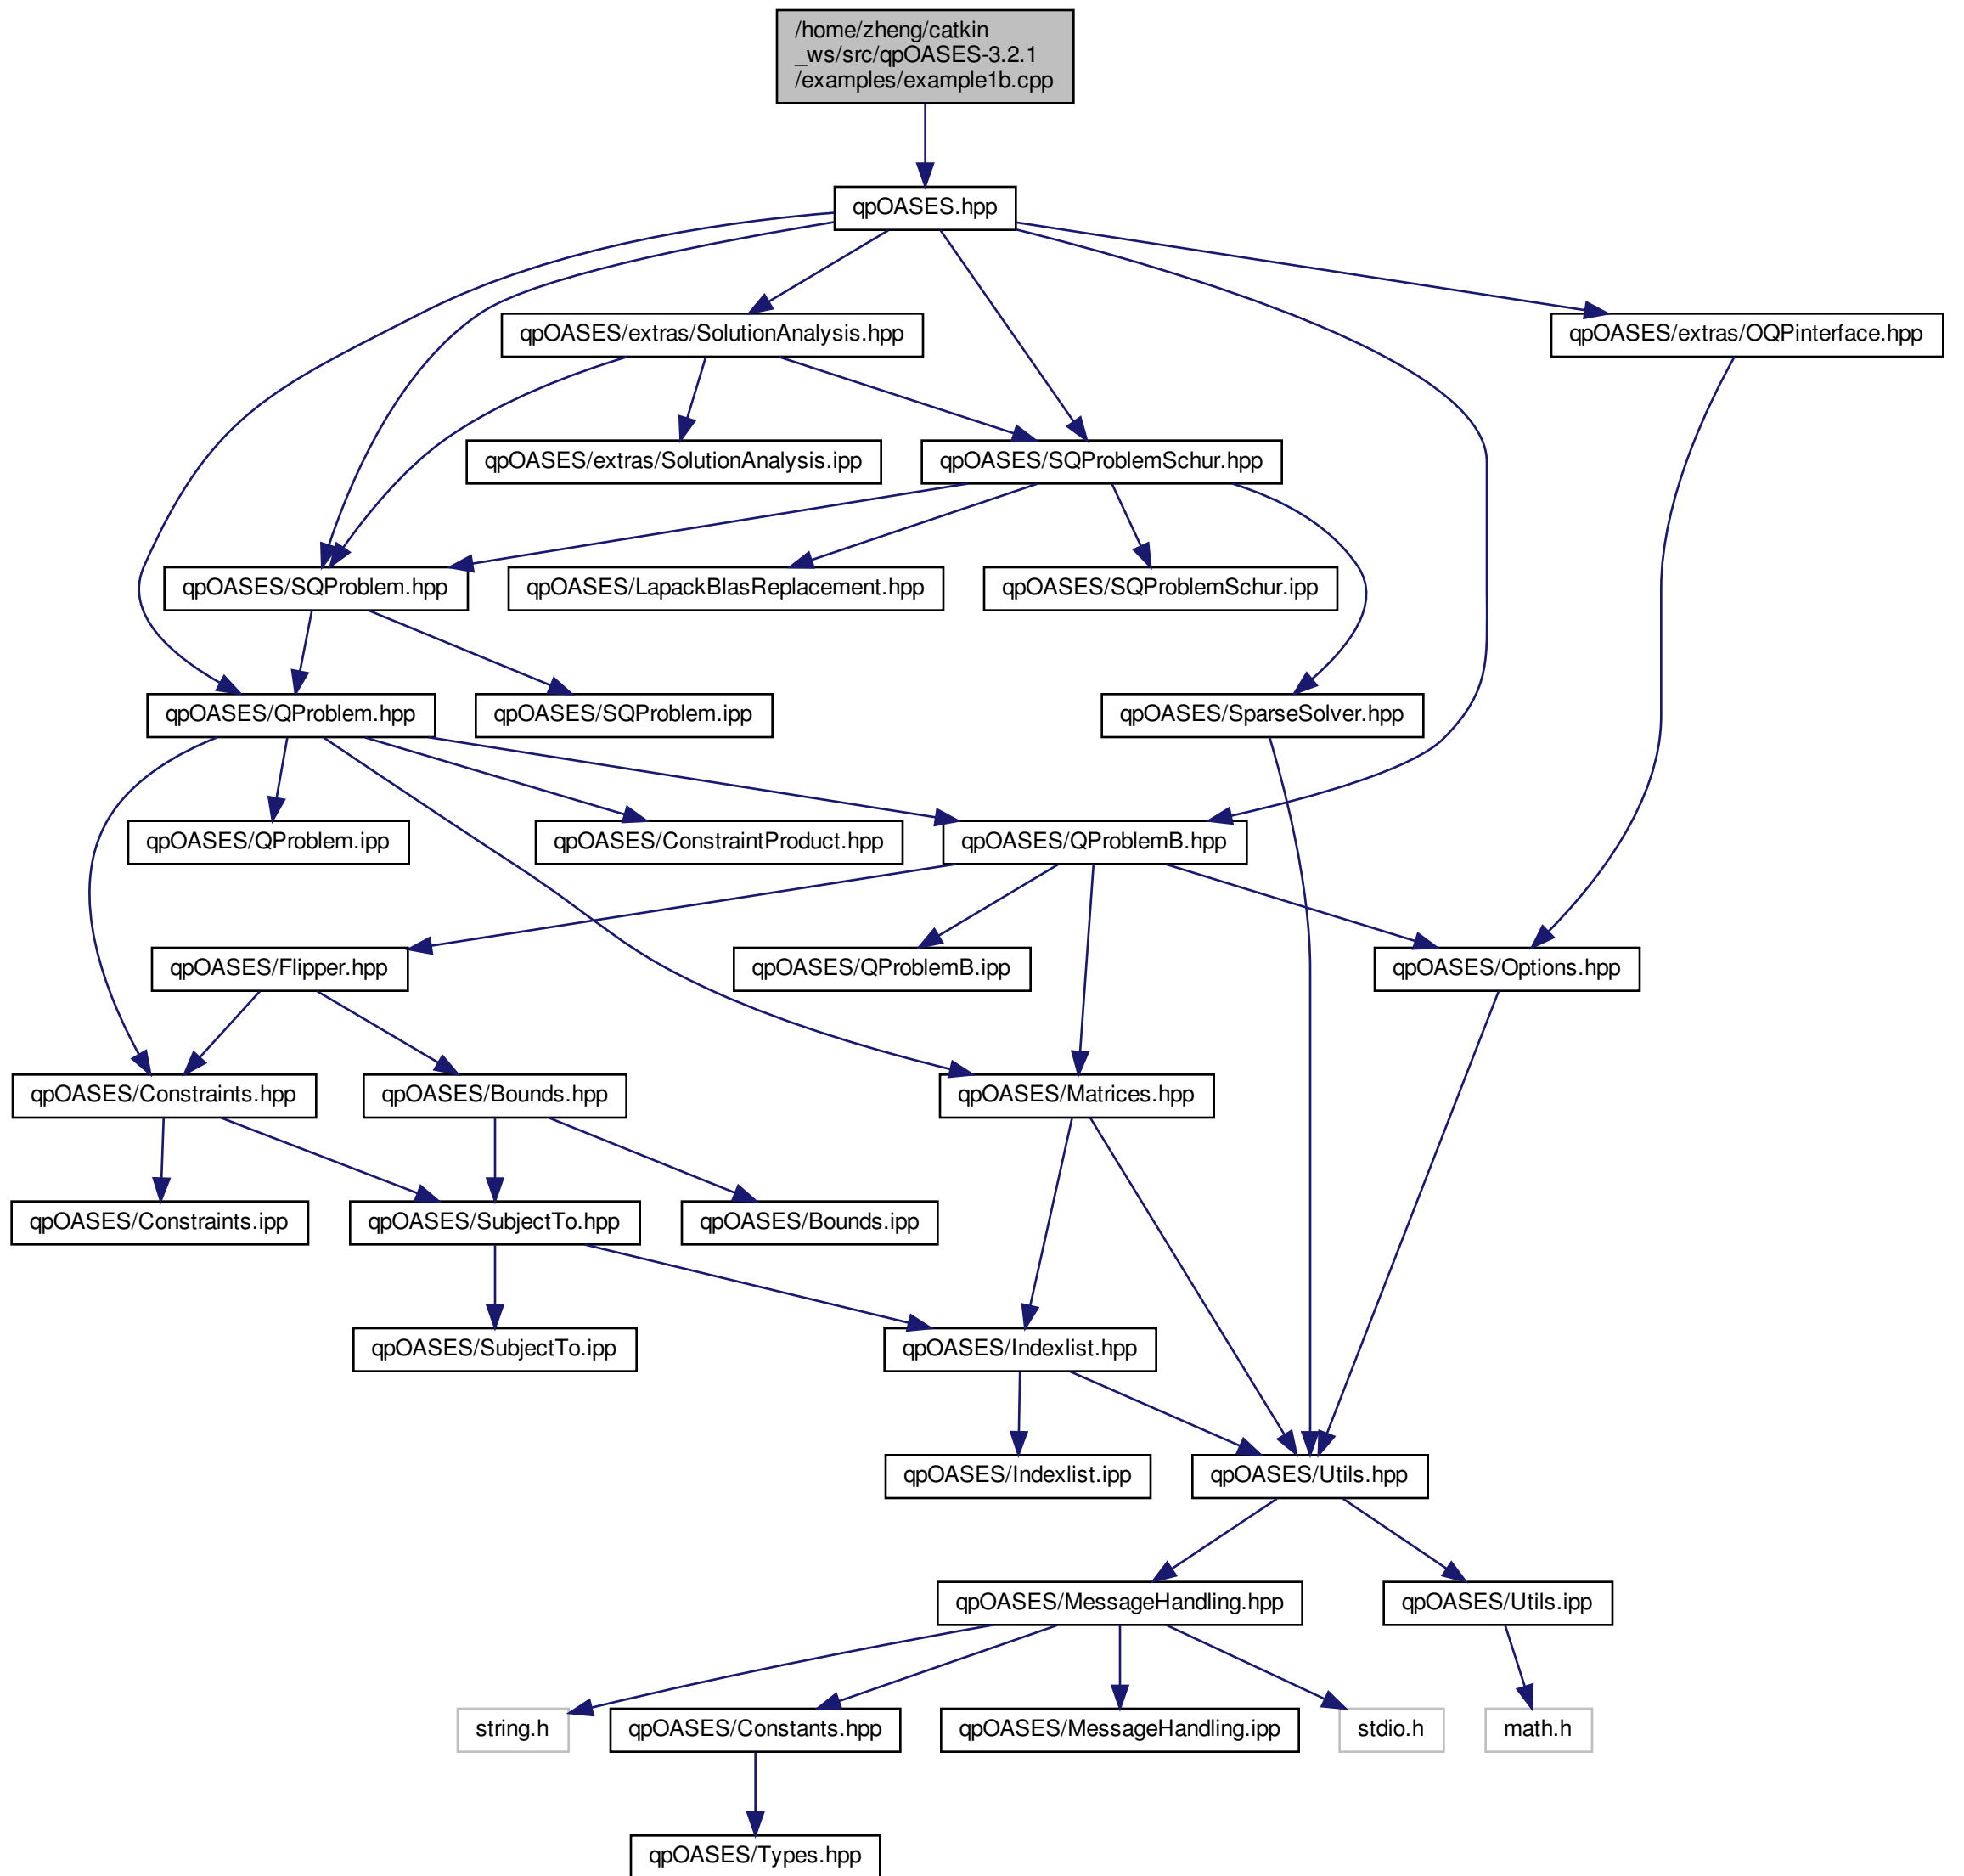 /home/zheng/catkin
_ws/src/qpOASES-3.2.1
/examples/example1b.cpp
qpOASES.hpp
qpOASES/extras/SolutionAnalysis.hpp
qpOASES/extras/OQPinterface.hpp
qpOASES/extras/SolutionAnalysis.ipp
qpOASES/SQProblemSchur.hpp
qpOASES/SQProblem.hpp
qpOASES/LapackBlasReplacement.hpp
qpOASES/SQProblemSchur.ipp
qpOASES/QProblem.hpp
qpOASES/SQProblem.ipp
qpOASES/SparseSolver.hpp
qpOASES/QProblem.ipp
qpOASES/ConstraintProduct.hpp
qpOASES/QProblemB.hpp
qpOASES/Flipper.hpp
qpOASES/QProblemB.ipp
qpOASES/Options.hpp
qpOASES/Constraints.hpp
qpOASES/Bounds.hpp
qpOASES/Matrices.hpp
qpOASES/Constraints.ipp
qpOASES/SubjectTo.hpp
qpOASES/Bounds.ipp
qpOASES/SubjectTo.ipp
qpOASES/Indexlist.hpp
qpOASES/Indexlist.ipp
qpOASES/Utils.hpp
qpOASES/MessageHandling.hpp
qpOASES/Utils.ipp
string.h
qpOASES/Constants.hpp
qpOASES/MessageHandling.ipp
stdio.h
math.h
qpOASES/Types.hpp